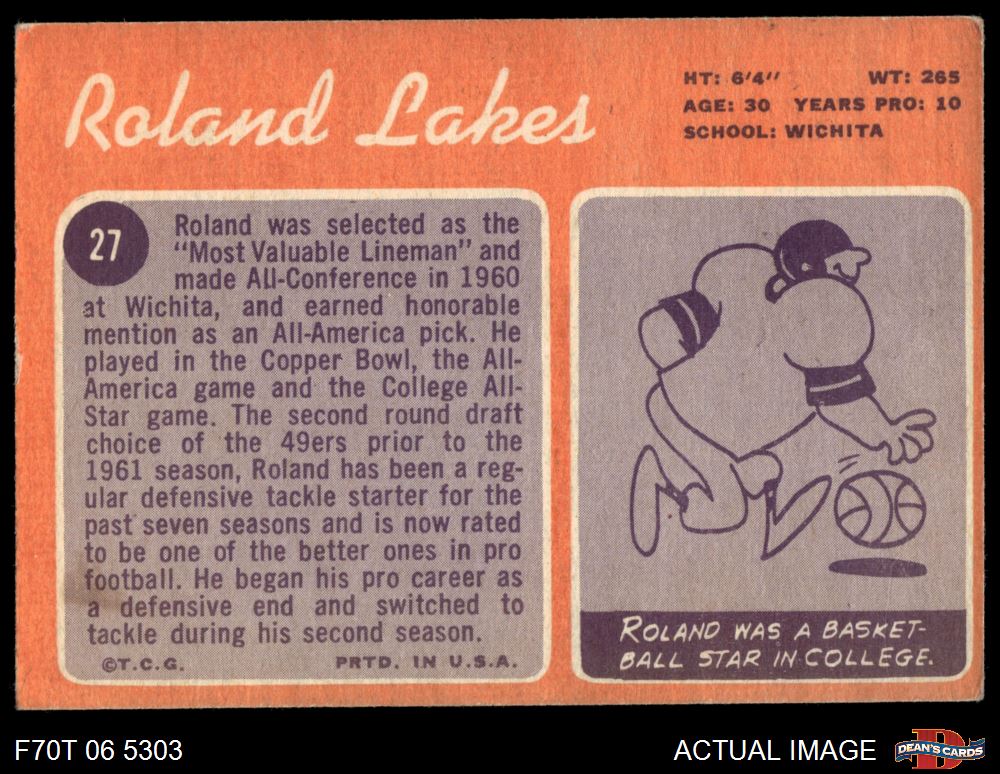 Roland Lakes
HT: 6'4" WT: 265
AGE: 30 YEARS PRO: 10
SCHOOL: WICHITA
27
Roland was selected as the
"Most Valuable Lineman" and
made All-Conference in 1960
at Wichita, and earned honorable
mention as an All-America pick. He
played in the Copper Bowl, the All-
America game and the College All-
Star game. The second round draft
choice of the 49ers prior to the
1961 season, Roland has been a reg-
ular defensive tackle starter for the
past seven seasons and is now rated
to be one of the better ones in pro
football. He began his pro career as
a defensive end and switched to
tackle during his second season.
©T.C.G. PRTD. IN U.S.A.
ROLAND WAS A BASKET-
BALL STAR IN COLLEGE.
F70T 06 5303
ACTUAL IMAGE
DEAN'S CARDS